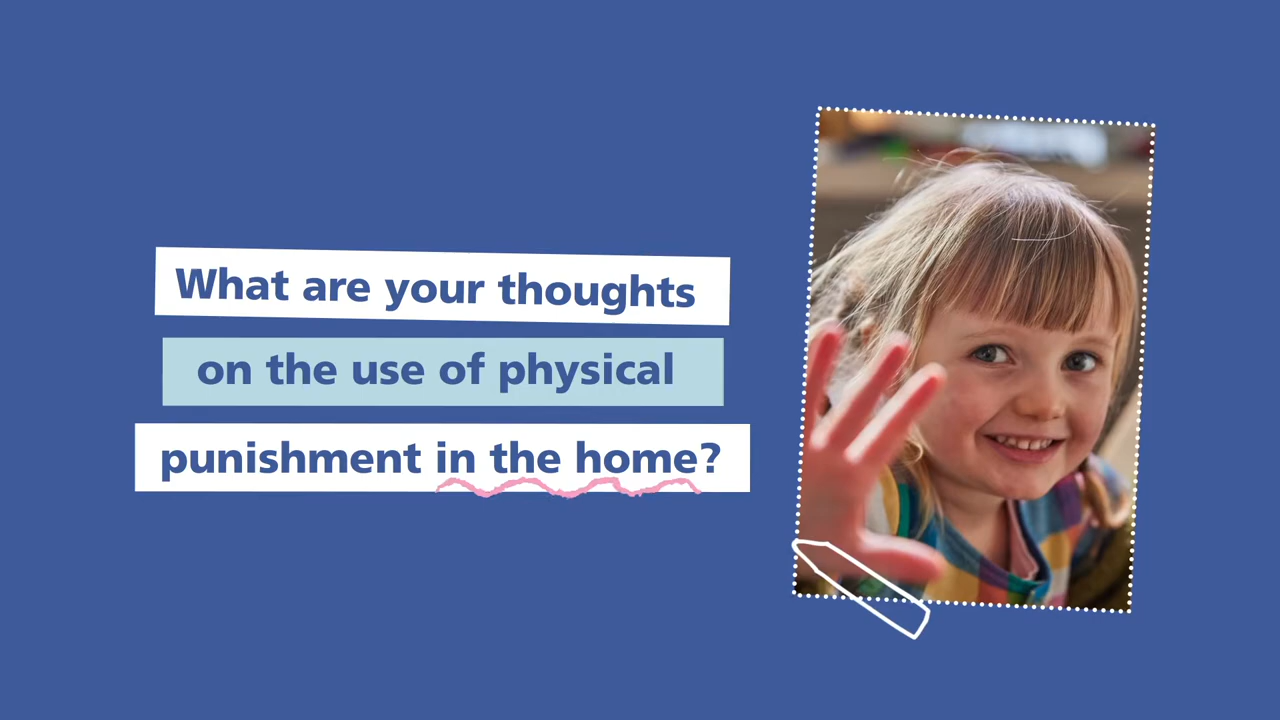 What are your thoughts
on the use of physical
punishment in the home?